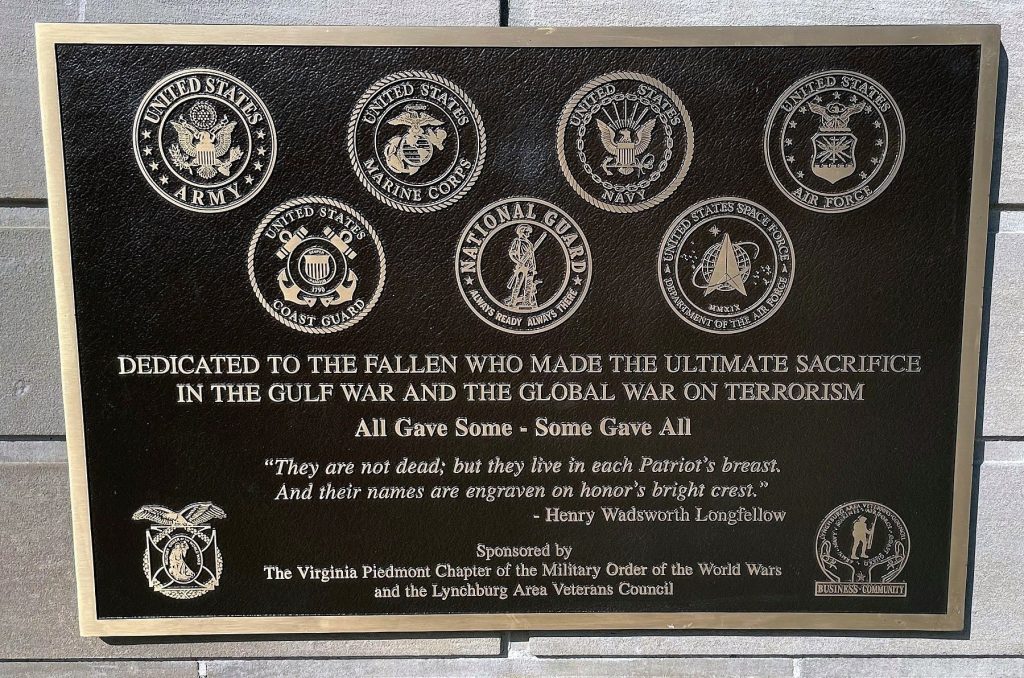 UNITED STATES ARMY
UNITED STATES MARINE CORPS
UNITED STATES NAVY
UNITED STATES AIR FORCE
UNITED STATES COAST GUARD
1790
NATIONAL GUARD
ALWAYS READY ALWAYS THERE
UNITED STATES SPACE FORCE
MMXIX
DEPARTMENT OF THE AIR FORCE
DEDICATED TO THE FALLEN WHO MADE THE ULTIMATE SACRIFICE
IN THE GULF WAR AND THE GLOBAL WAR ON TERRORISM
All Gave Some - Some Gave All
“They are not dead; but they live in each Patriot’s breast.
And their names are engraven on honor’s bright crest.”
- Henry Wadsworth Longfellow
Sponsored by
The Virginia Piedmont Chapter of the Military Order of the World Wars
and the Lynchburg Area Veterans Council
BUSINESS-COMMUNITY